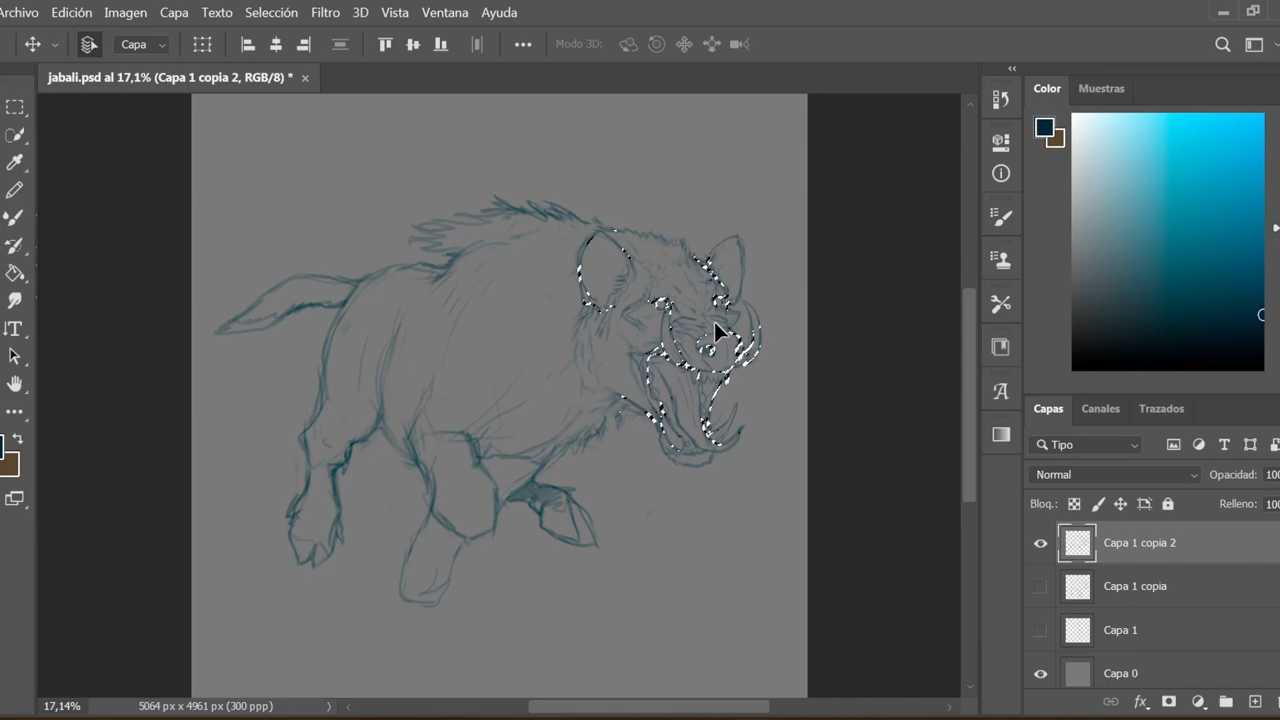 Archivo Edición Imagen Capa Texto Selección Filtro 3D Vista Ventana Ayuda
Capa Modo 3D:
jabali.psd al 17,1% (Capa 1 copia 2, RGB/8) *
Color Muestras
Capas Canales Trazados
Tipo
Normal Opacidad: 100
Bloq.: Relleno: 100
Capa 1 copia 2
Capa 1 copia
Capa 1
Capa 0
17,14% 5064 px x 4961 px (300 ppp)